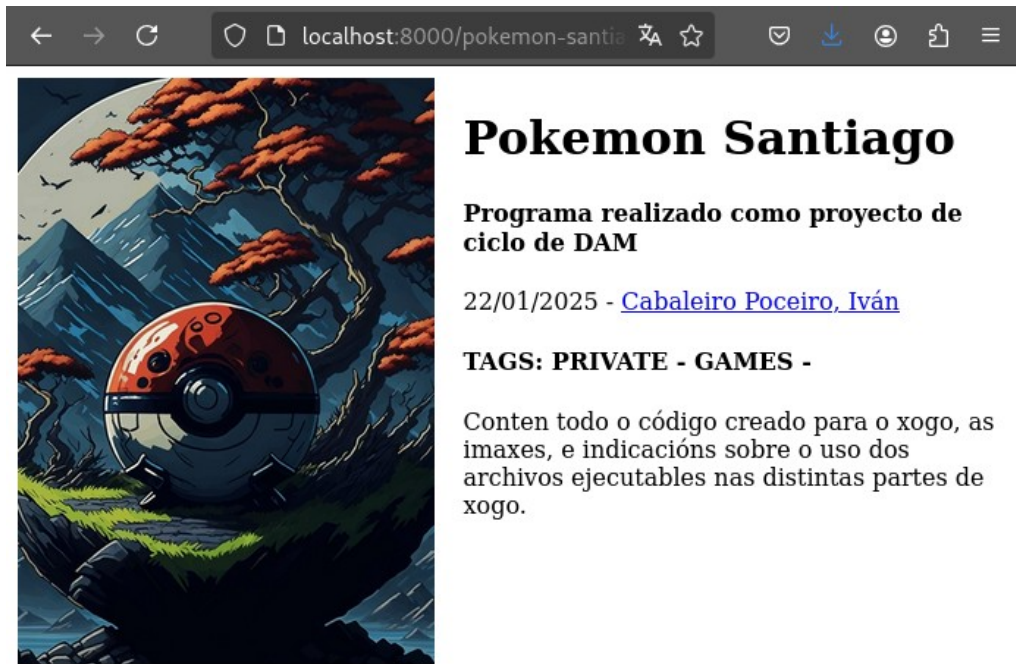 localhost:8000/pokemon-santia
Pokemon Santiago
Programa realizado como proyecto de
ciclo de DAM
22/01/2025 - Cabaleiro Poceiro, Iván
TAGS: PRIVATE - GAMES -
Conten todo o código creado para o xogo, as
imaxes, e indicacións sobre o uso dos
archivos ejecutables nas distintas partes de
xogo.